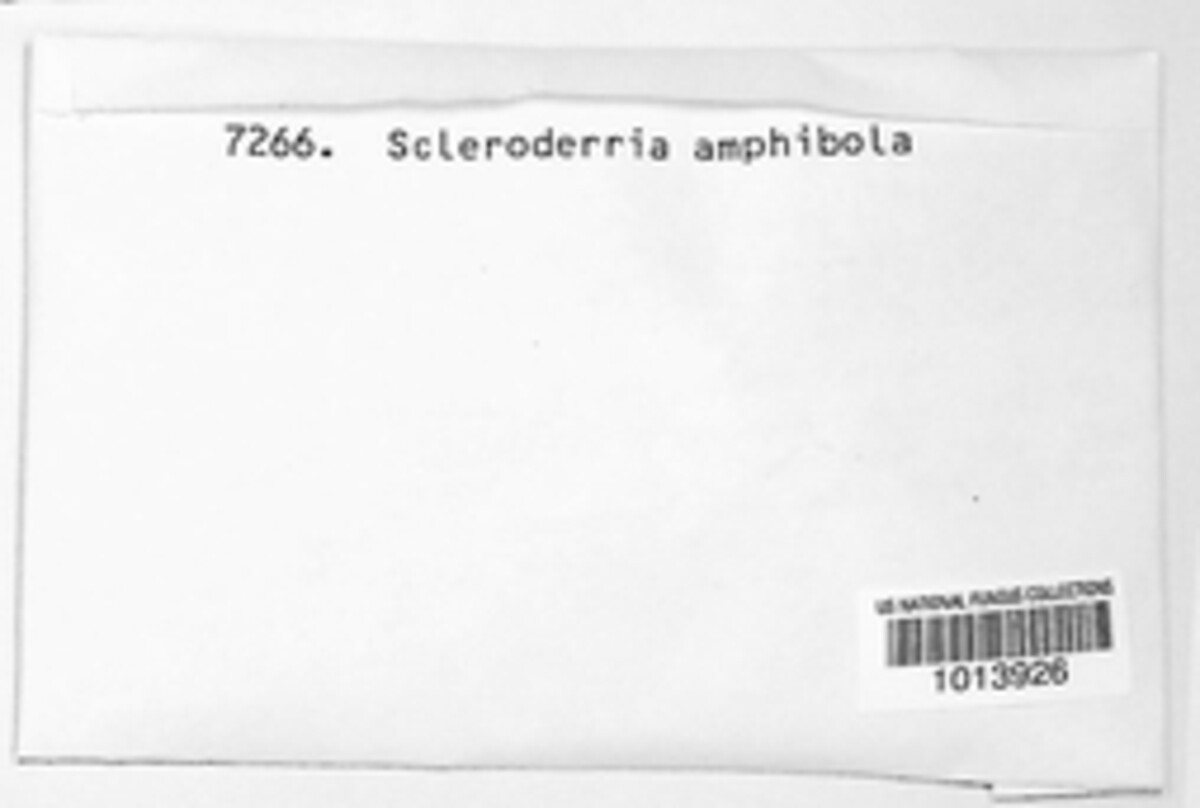 7266. Scleroderria amphibola
US NATIONAL FUNGUS COLLECTIONS
1013926